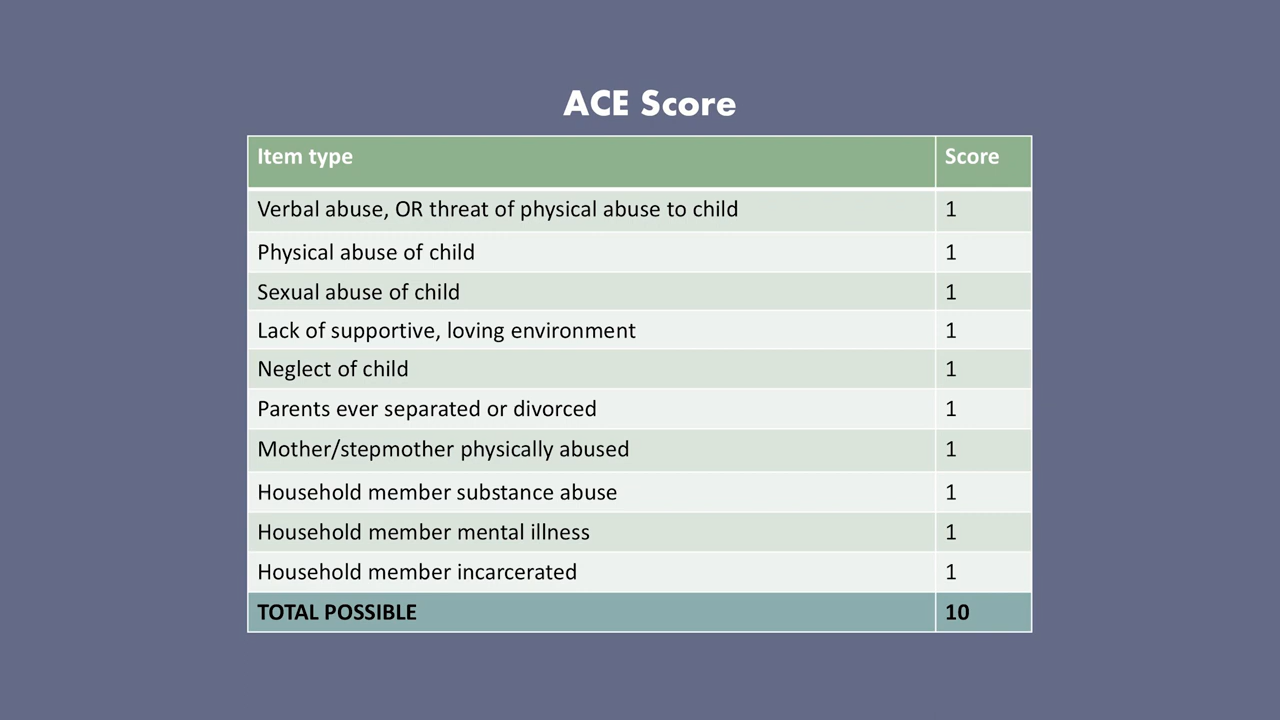 ACE Score
Item type Score
Verbal abuse, OR threat of physical abuse to child 1
Physical abuse of child 1
Sexual abuse of child 1
Lack of supportive, loving environment 1
Neglect of child 1
Parents ever separated or divorced 1
Mother/stepmother physically abused 1
Household member substance abuse 1
Household member mental illness 1
Household member incarcerated 1
TOTAL POSSIBLE 10